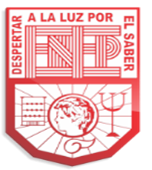 DESPERTAR
A LA LUZ POR
EL SABER
ENP